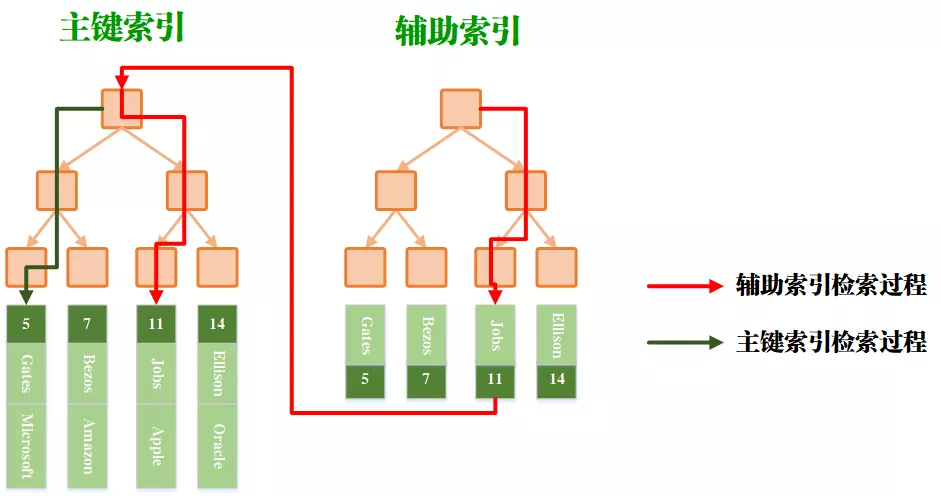 主键索引
辅助索引
5
7
11
14
Gates
Bezos
Jobs
Ellison
Microsoft
Amazon
Apple
Oracle
Gates
Bezos
Jobs
Ellison
5
7
11
14
辅助索引检索过程
主键索引检索过程